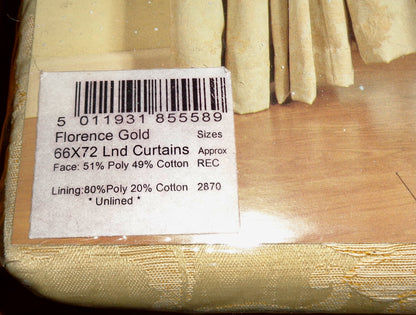 5 011931 855589
Florence Gold Sizes
66X72 Lnd Curtains Approx
Face: 51% Poly 49% Cotton REC
Lining:80%Poly 20% Cotton 2870
* Unlined *